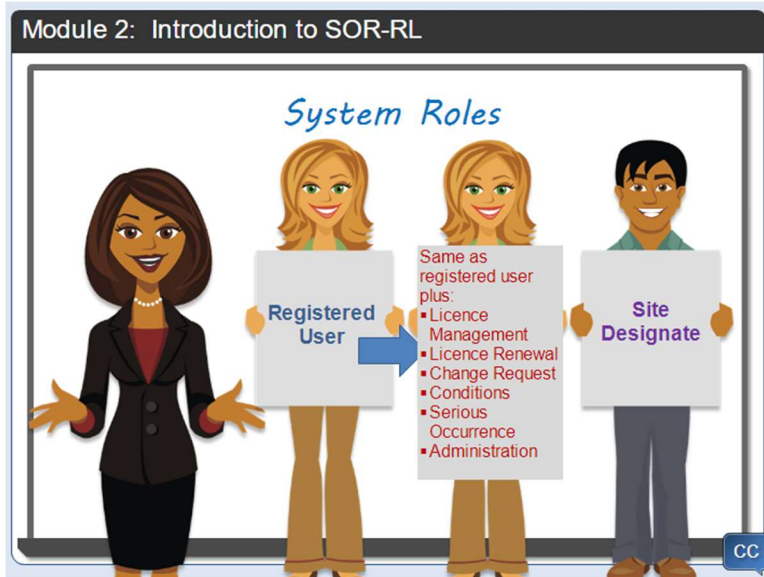 Module 2: Introduction to SOR-RL
System Roles
Registered
User
Same as
registered user
plus:
▪Licence
Management
▪Licence Renewal
▪Change Request
▪Conditions
▪Serious
Occurrence
▪Administration
Site
Designate
CC